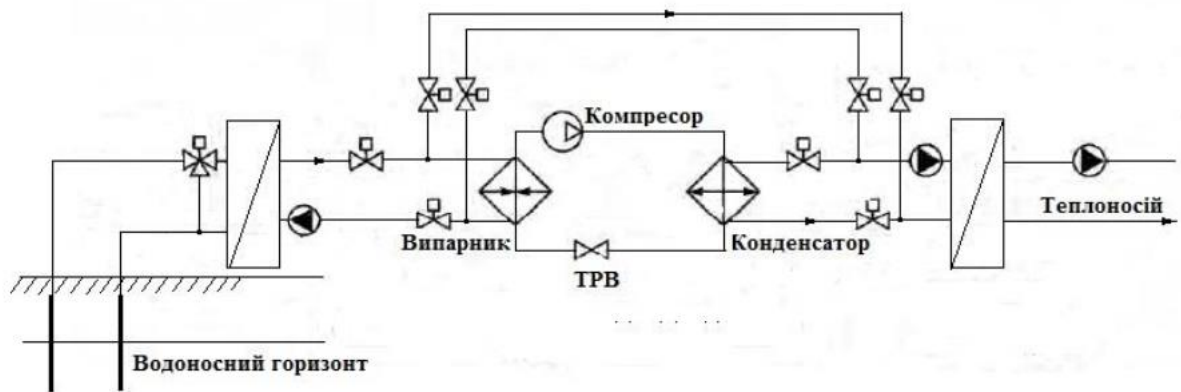 Компресор
Випарник
Конденсатор
Теплоносій
ТРВ
Водоносний горизонт